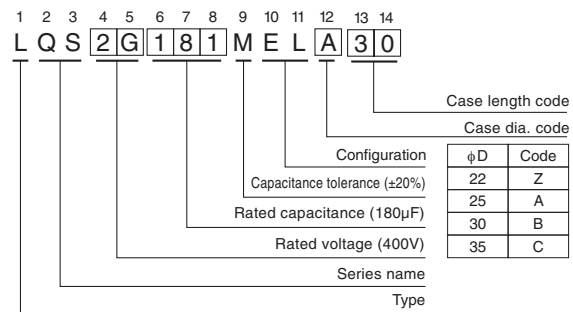 1 2 3 4 5 6 7 8 9 10 11 12 13 14
L Q S 2 G 1 8 1 M E L A 3 0
Case length code
Case dia. code
Configuration
Capacitance tolerance (±20%)
Rated capacitance (180µF)
Rated voltage (400V)
Series name
Type
ϕD Code
22 Z
25 A
30 B
35 C